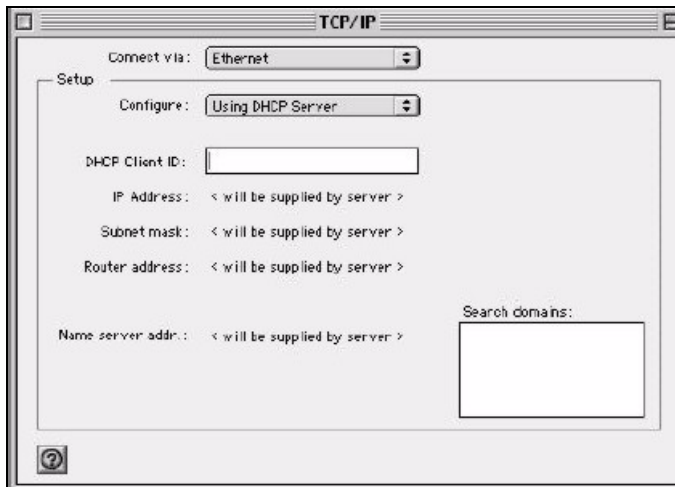 TCP/IP
Connect via: Ethernet
Setup
Configure: Using DHCP Server
DHCP Client ID:
IP Address: < will be supplied by server >
Subnet mask: < will be supplied by server >
Router address: < will be supplied by server >
Search domains:
Name server addr.: < will be supplied by server >
?